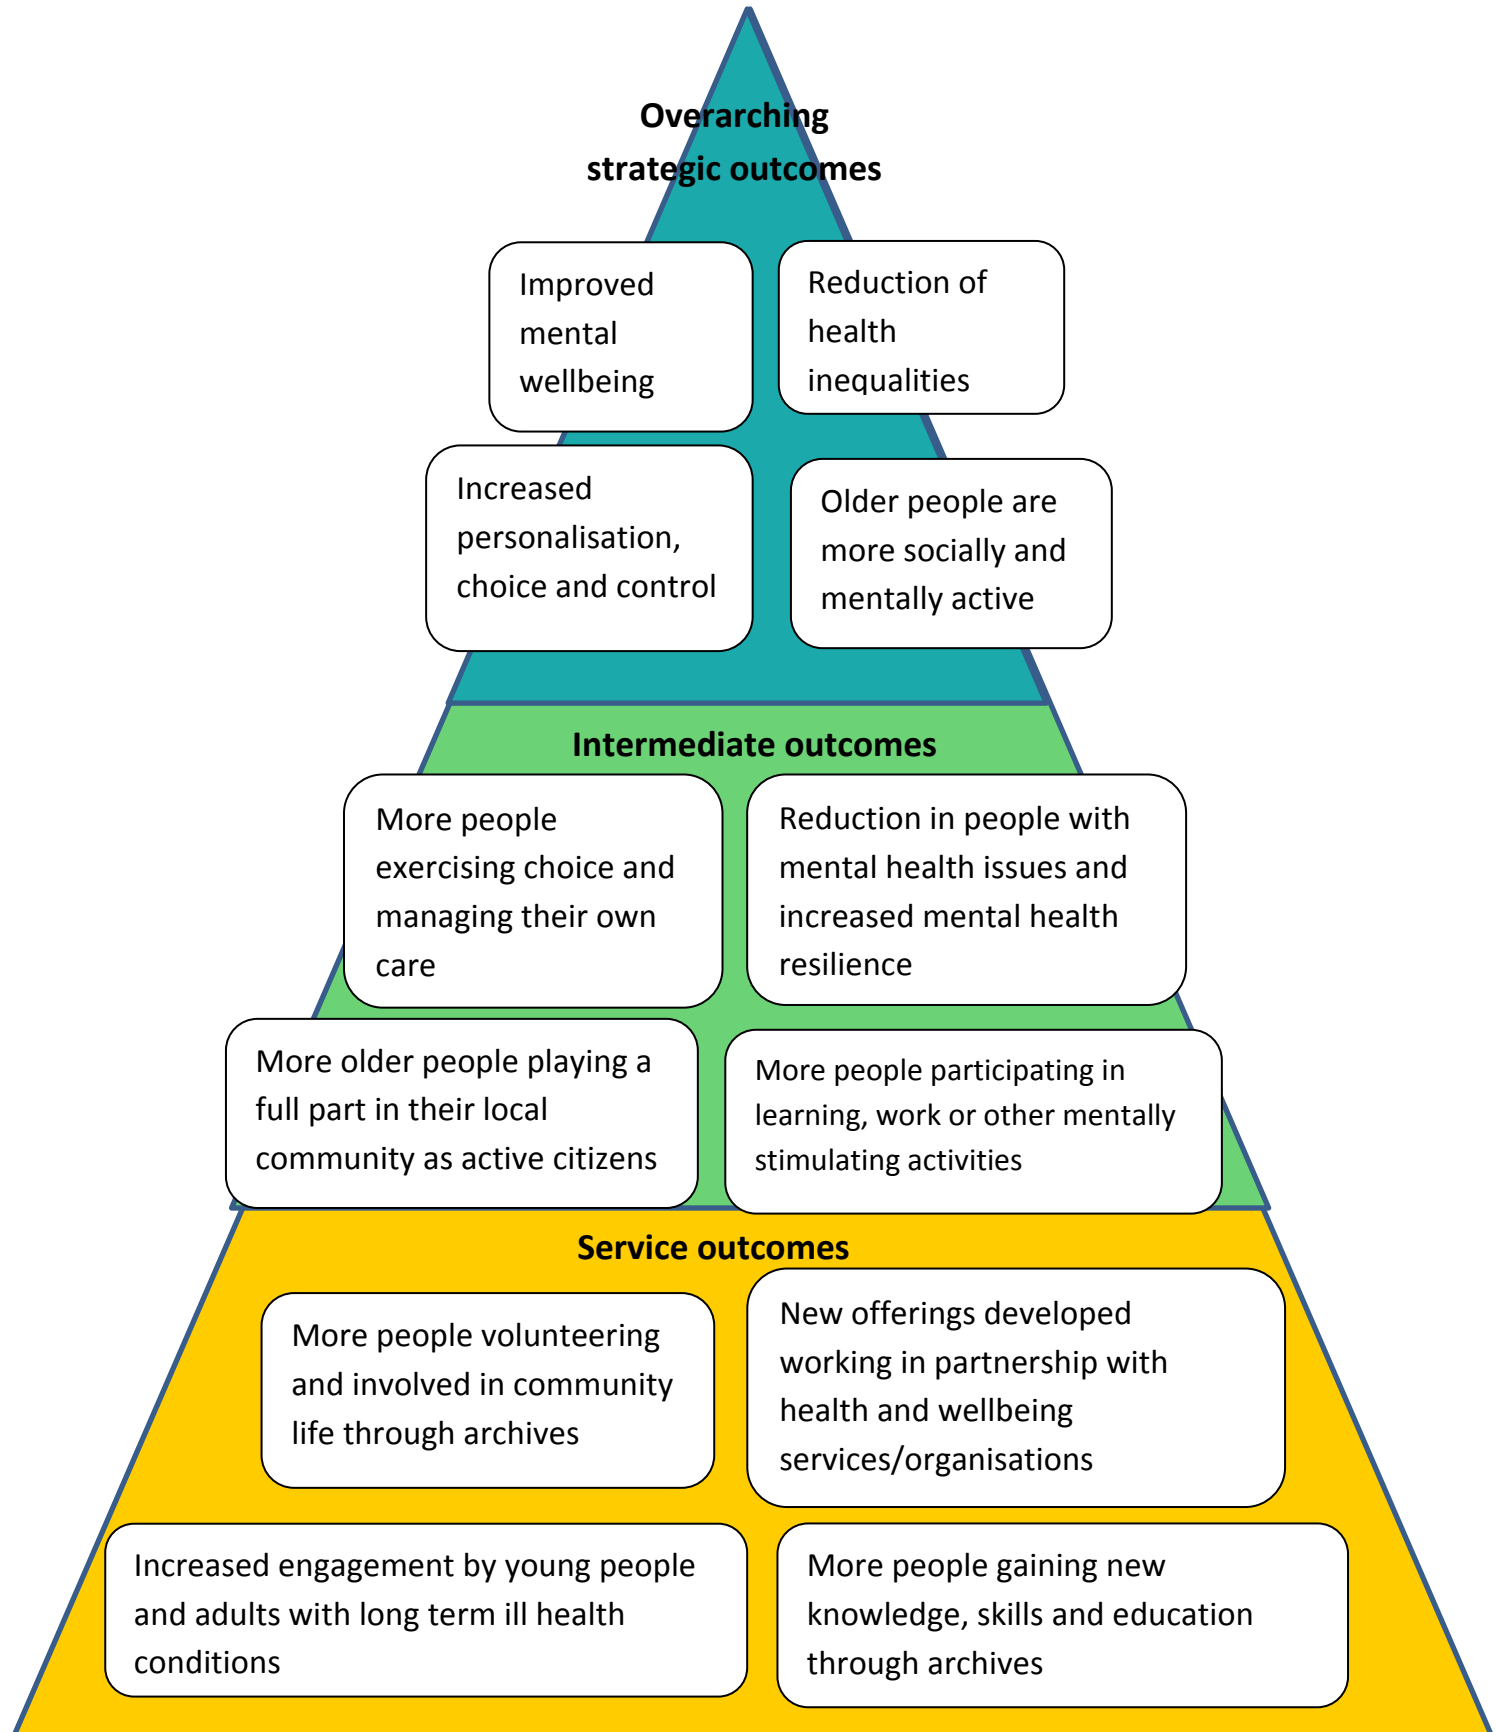 Overarching
strategic outcomes
Improved
mental
wellbeing
Reduction of
health
inequalities
Increased
personalisation,
choice and control
Older people are
more socially and
mentally active
Intermediate outcomes
More people
exercising choice and
managing their own
care
Reduction in people with
mental health issues and
increased mental health
resilience
More older people playing a
full part in their local
community as active citizens
More people participating in
learning, work or other mentally
stimulating activities
Service outcomes
More people volunteering
and involved in community
life through archives
New offerings developed
working in partnership with
health and wellbeing
services/organisations
Increased engagement by young people
and adults with long term ill health
conditions
More people gaining new
knowledge, skills and education
through archives